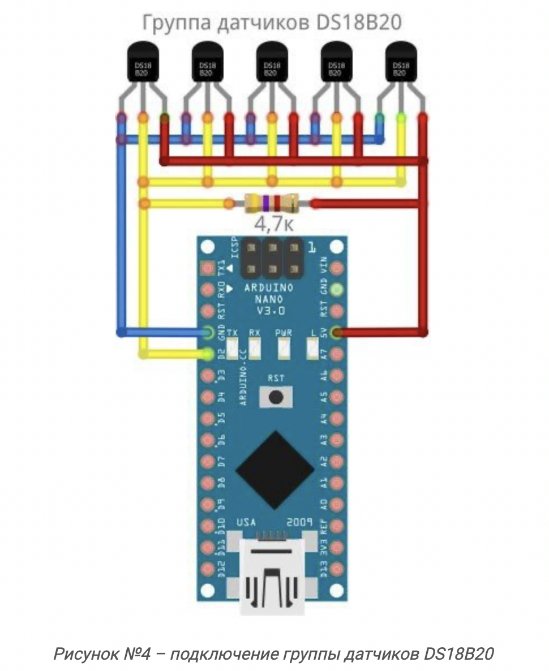 Группа датчиков DS18B20
DS18
B20
DS18
B20
DS18
B20
DS18
B20
DS18
B20
4,7к
ICSP
1
ARDUINO
NANO
V3.0
TX1
RX0
RST
GND
D2
D3
D4
D5
D6
D7
D8
D9
D10
D11
D12
VIN
GND
RST
5V
A7
A6
A5
A4
A3
A2
A1
A0
REF
3V3
D13
TX
RX
PWR
L
ARDUINO.CC
RST
USA
2009
Рисунок №4 – подключение группы датчиков DS18B20